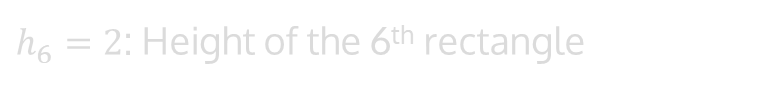 h₆ = 2: Height of the 6ᵗʰ rectangle